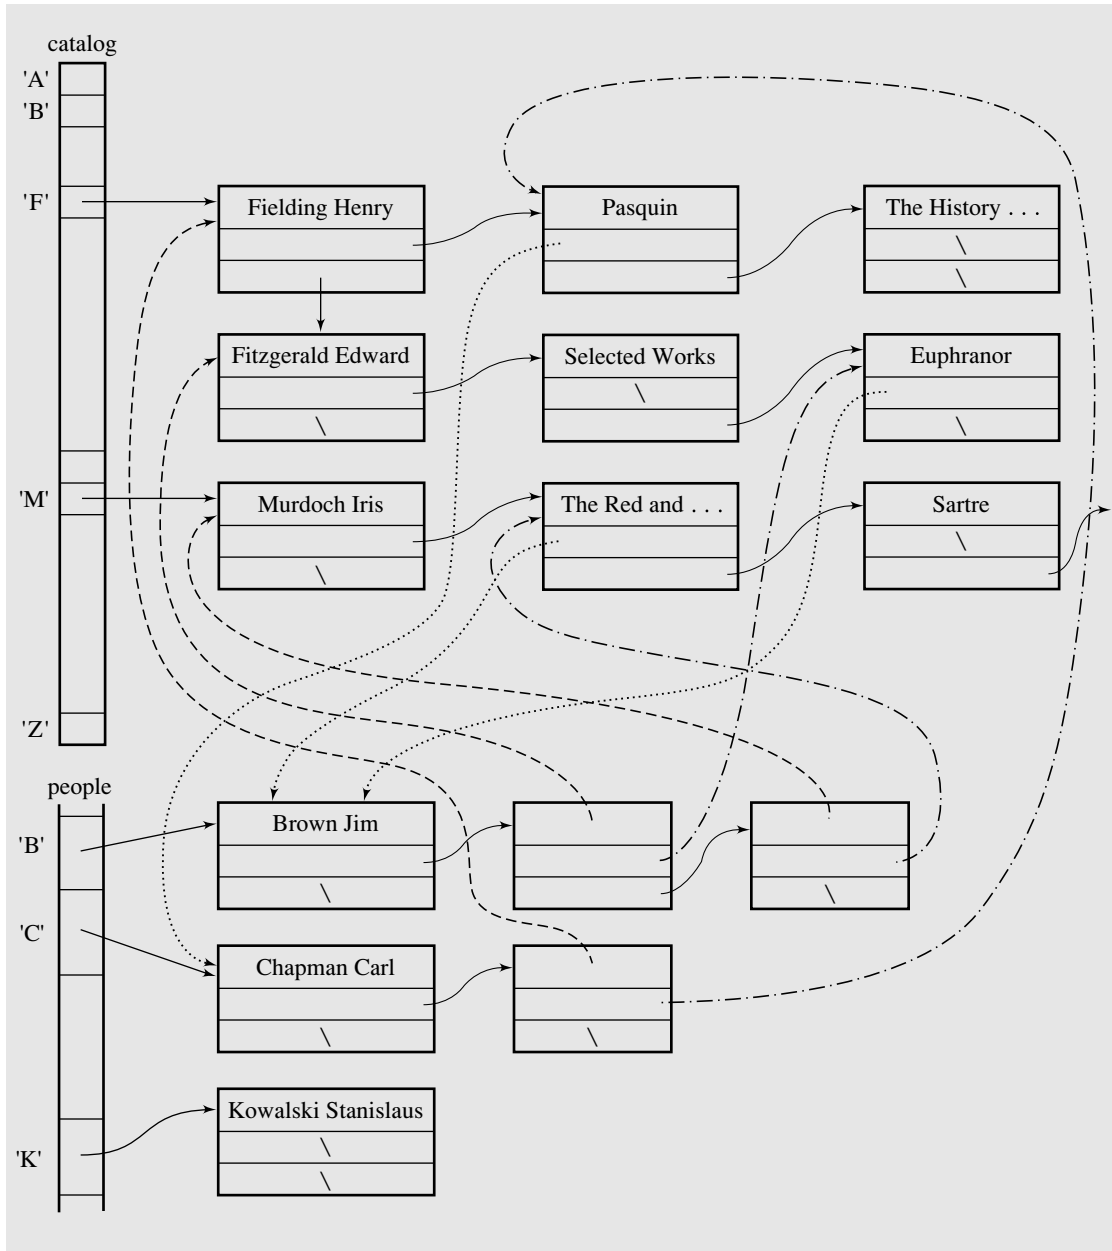 catalog
'A'
'B'
'F'
Fielding Henry
Pasquin
The History . . .
\
\
Fitzgerald Edward
Selected Works
Euphranor
\
\
\
'M'
Murdoch Iris
The Red and . . .
Sartre
\
\
'Z'
people
'B'
Brown Jim
\
\
'C'
Chapman Carl
\
\
Kowalski Stanislaus
\
'K'
\